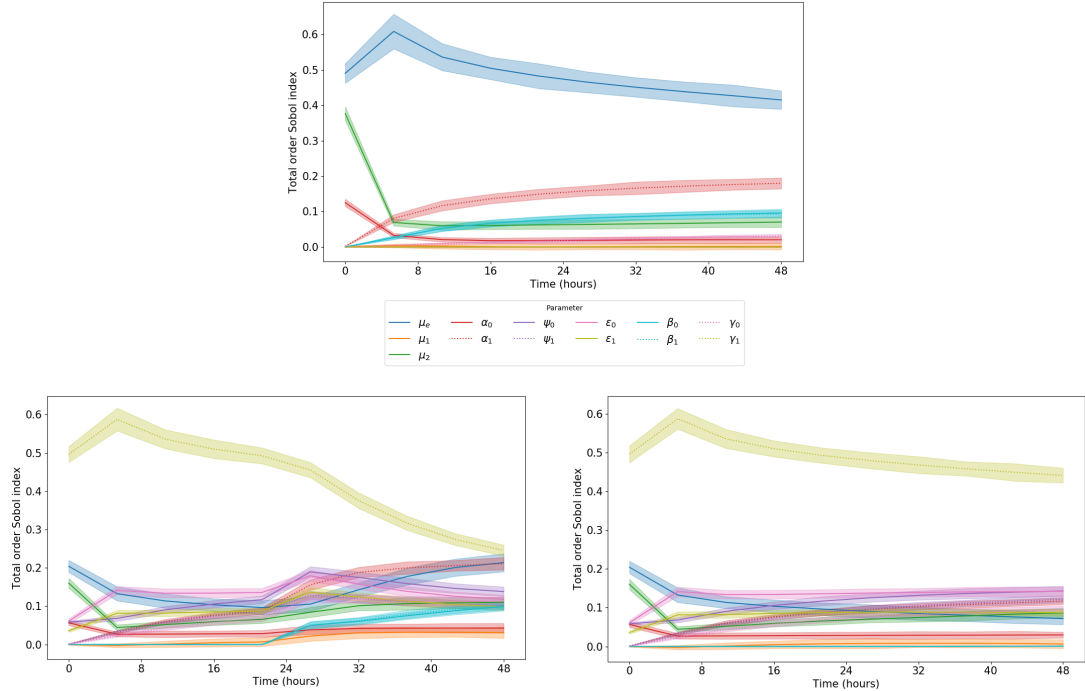 Total order Sobol index
0.6
0.5
0.4
0.3
0.2
0.1
0.0
0 8 16 24 32 40 48
Time (hours)
Parameter
μₑ α₀ ψ₀ ε₀ β₀ γ₀
μ₁ α₁ ψ₁ ε₁ β₁ γ₁
μ₂
Total order Sobol index
0.6
0.5
0.4
0.3
0.2
0.1
0.0
0 8 16 24 32 40 48
Time (hours)
Total order Sobol index
0.6
0.5
0.4
0.3
0.2
0.1
0.0
0 8 16 24 32 40 48
Time (hours)